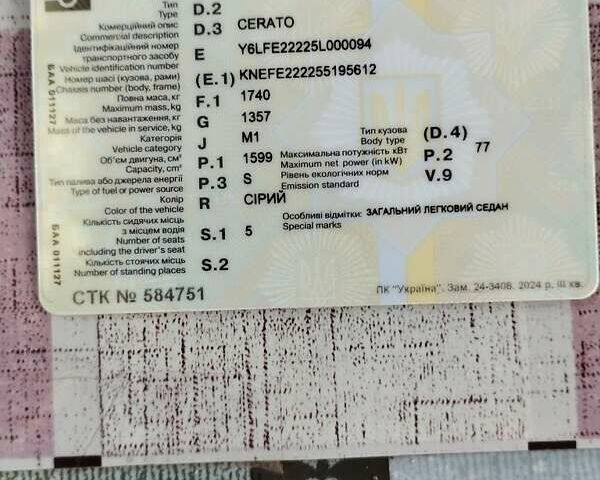 Тип D.2
Type
Комерційний опис D.3 CERATO
Commercial description
Ідентифікаційний номер
транспортного засобу E Y6LFE22225L000094
Vehicle identification number
Номер шасі (кузова, рами) (E.1) KNEFE222255195612
Chassis number (body, frame)
Повна маса, кг F.1 1740
Maximum mass, kg
Маса без навантаження, кг G 1357
Mass of the vehicle in service, kg
Категорія J M1 Тип кузова (D.4)
Vehicle category Body type
Об'єм двигуна, см³ P.1 1599 Максимальна потужність кВт P.2 77
Capacity, cm³ Maximum net power (in kW)
Тип палива або джерела енергії P.3 S Рівень екологічних норм V.9
Type of fuel or power source Emission standard
Колір R СІРИЙ
Color of the vehicle
Кількість сидячих місць Особливі відмітки: ЗАГАЛЬНИЙ ЛЕГКОВИЙ СЕДАН
з місцем водія S.1 5 Special marks
Number of seats
including the driver's seat
Кількість стоячих місць S.2
Number of standing places
СТК № 584751
ПК "Україна". Зам. 24-3408. 2024 р. III кв.
6АА 011127
6АА 011127